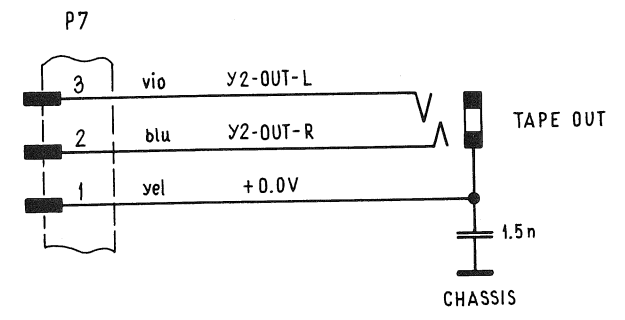 P7
3 vio Y2-OUT-L
2 blu Y2-OUT-R
TAPE OUT
1 yel +0.0V
1.5n
CHASSIS